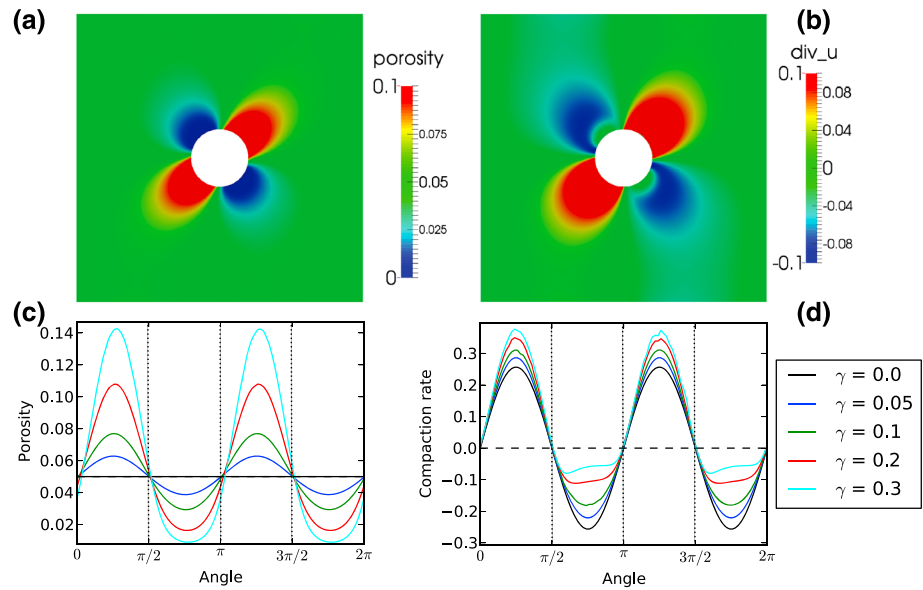 (a)
porosity
0.1
0.075
0.05
0.025
0
(b)
div_u
0.1
0.08
0.04
0
-0.04
-0.08
-0.1
(c)
0.14
0.12
0.10
0.08
0.06
0.04
0.02
Porosity
0
π/2
π
3π/2
2π
Angle
(d)
0.3
0.2
0.1
0.0
−0.1
−0.2
−0.3
Compaction rate
0
π/2
π
3π/2
2π
Angle
γ = 0.0
γ = 0.05
γ = 0.1
γ = 0.2
γ = 0.3